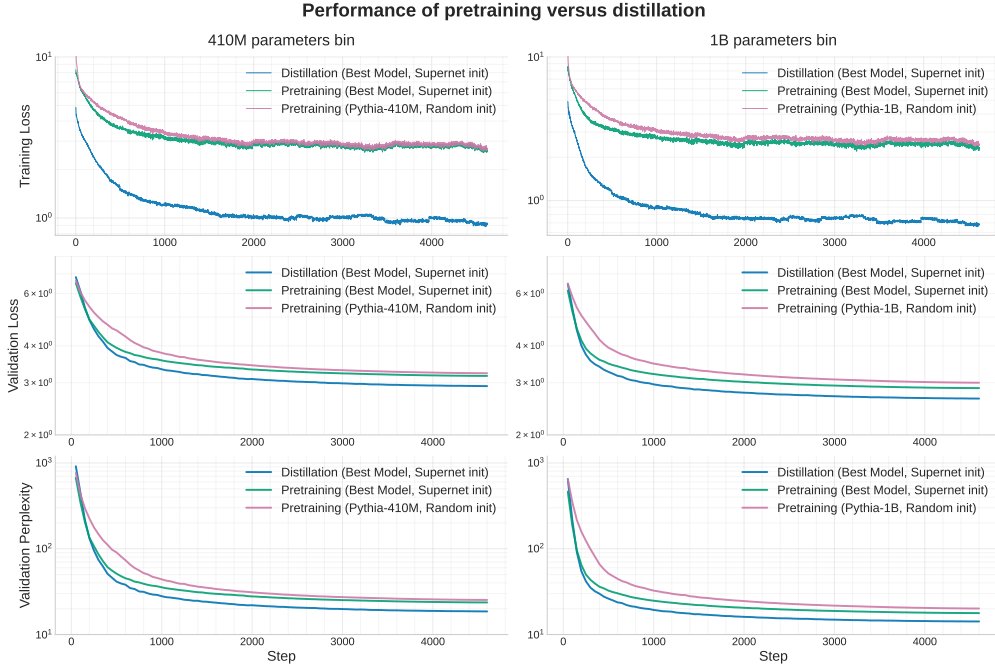 Performance of pretraining versus distillation
410M parameters bin
Training Loss
10¹
10⁰
Distillation (Best Model, Supernet init)
Pretraining (Best Model, Supernet init)
Pretraining (Pythia-410M, Random init)
0 1000 2000 3000 4000
1B parameters bin
10¹
10⁰
Distillation (Best Model, Supernet init)
Pretraining (Best Model, Supernet init)
Pretraining (Pythia-1B, Random init)
0 1000 2000 3000 4000
Validation Loss
6 × 10⁰
4 × 10⁰
3 × 10⁰
2 × 10⁰
Distillation (Best Model, Supernet init)
Pretraining (Best Model, Supernet init)
Pretraining (Pythia-410M, Random init)
0 1000 2000 3000 4000
6 × 10⁰
4 × 10⁰
3 × 10⁰
2 × 10⁰
Distillation (Best Model, Supernet init)
Pretraining (Best Model, Supernet init)
Pretraining (Pythia-1B, Random init)
0 1000 2000 3000 4000
Validation Perplexity
10³
10²
10¹
Distillation (Best Model, Supernet init)
Pretraining (Best Model, Supernet init)
Pretraining (Pythia-410M, Random init)
0 1000 2000 3000 4000
Step
10³
10²
10¹
Distillation (Best Model, Supernet init)
Pretraining (Best Model, Supernet init)
Pretraining (Pythia-1B, Random init)
0 1000 2000 3000 4000
Step